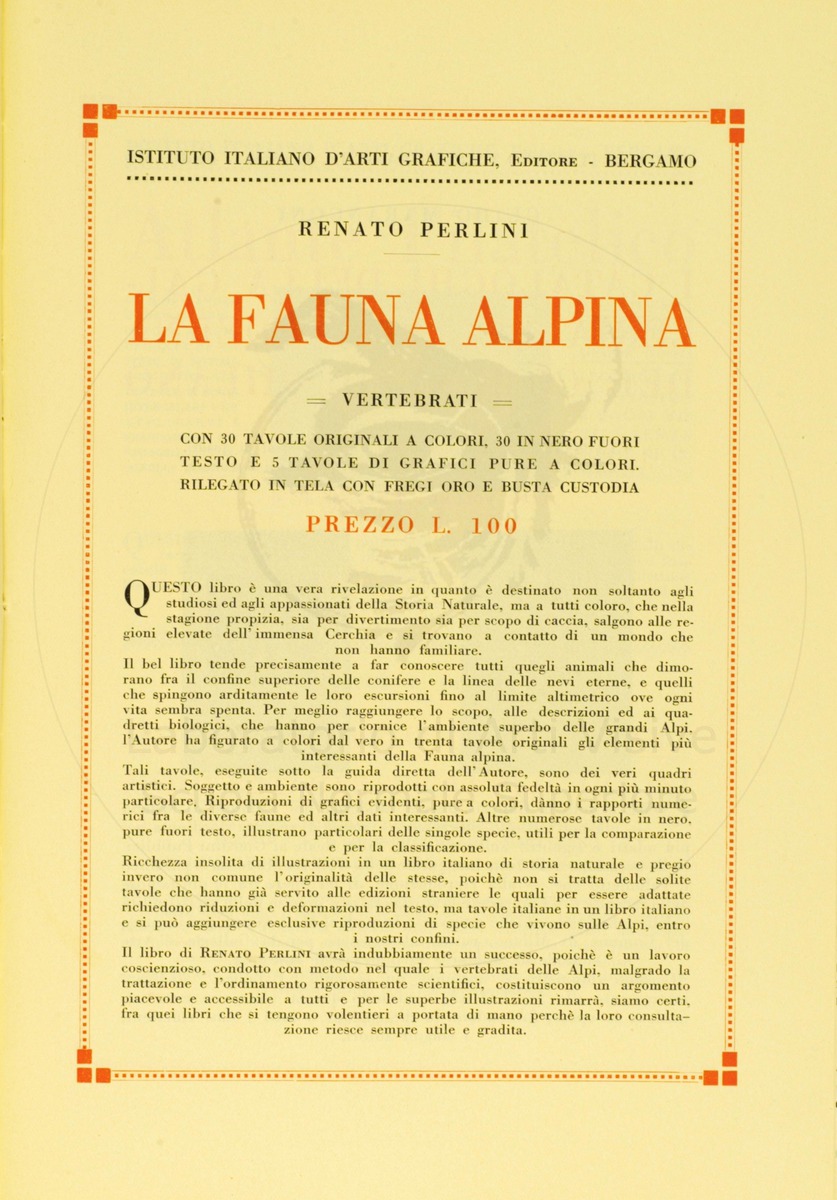 ISTITUTO ITALIANO D'ARTI GRAFICHE, EDITORE - BERGAMO
RENATO PERLINI
LA FAUNA ALPINA
= VERTEBRATI =
CON 30 TAVOLE ORIGINALI A COLORI, 30 IN NERO FUORI
TESTO E 5 TAVOLE DI GRAFICI PURE A COLORI.
RILEGATO IN TELA CON FREGI ORO E BUSTA CUSTODIA
PREZZO L. 100
QUESTO libro è una vera rivelazione in quanto è destinato non soltanto agli
studiosi ed agli appassionati della Storia Naturale, ma a tutti coloro, che nella
stagione propizia, sia per divertimento sia per scopo di caccia, salgono alle re-
gioni elevate dell'immensa Cerchia e si trovano a contatto di un mondo che
non hanno familiare.
Il bel libro tende precisamente a far conoscere tutti quegli animali che dimo-
rano fra il confine superiore delle conifere e la linea delle nevi eterne, e quelli
che spingono arditamente le loro escursioni fino al limite altimetrico ove ogni
vita sembra spenta. Per meglio raggiungere lo scopo, alle descrizioni ed ai qua-
dretti biologici, che hanno per cornice l'ambiente superbo delle grandi Alpi,
l'Autore ha figurato a colori dal vero in trenta tavole originali gli elementi più
interessanti della Fauna alpina.
Tali tavole, eseguite sotto la guida diretta dell'Autore, sono dei veri quadri
artistici. Soggetto e ambiente sono riprodotti con assoluta fedeltà in ogni più minuto
particolare. Riproduzioni di grafici evidenti, pure a colori, dànno i rapporti nume-
rici fra le diverse faune ed altri dati interessanti. Altre numerose tavole in nero,
pure fuori testo, illustrano particolari delle singole specie, utili per la comparazione
e per la classificazione.
Ricchezza insolita di illustrazioni in un libro italiano di storia naturale e pregio
invero non comune l'originalità delle stesse, poichè non si tratta delle solite
tavole che hanno già servito alle edizioni straniere le quali per essere adattate
richiedono riduzioni e deformazioni nel testo, ma tavole italiane in un libro italiano
e si può aggiungere esclusive riproduzioni di specie che vivono sulle Alpi, entro
i nostri confini.
Il libro di RENATO PERLINI avrà indubbiamente un successo, poichè è un lavoro
coscienzioso, condotto con metodo nel quale i vertebrati delle Alpi, malgrado la
trattazione e l'ordinamento rigorosamente scientifici, costituiscono un argomento
piacevole e accessibile a tutti e per le superbe illustrazioni rimarrà, siamo certi,
fra quei libri che si tengono volentieri a portata di mano perchè la loro consulta-
zione riesce sempre utile e gradita.